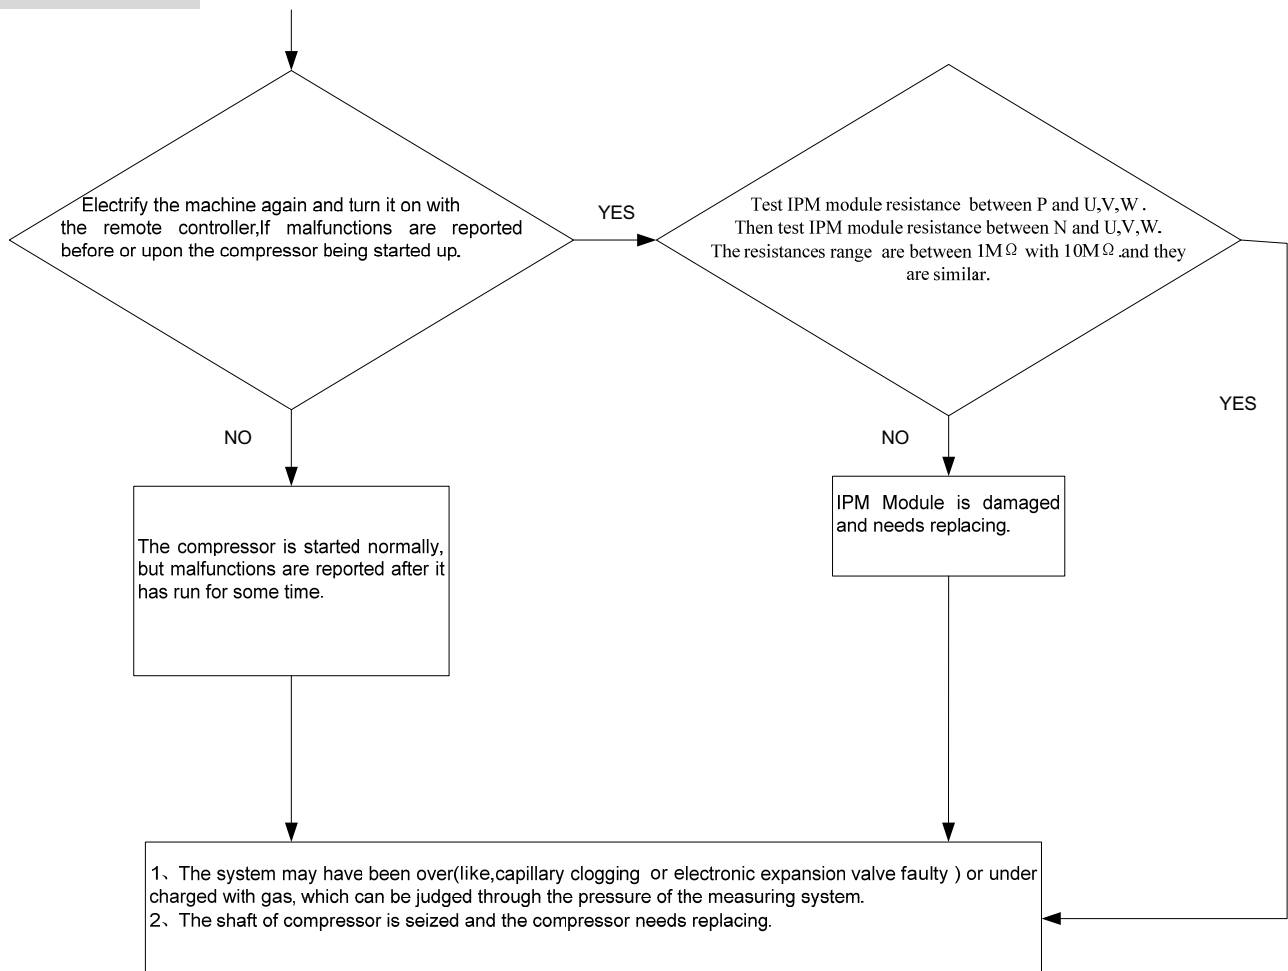 Electrify the machine again and turn it on with
the remote controller,If malfunctions are reported
before or upon the compressor being started up.
YES
Test IPM module resistance between P and U,V,W .
Then test IPM module resistance between N and U,V,W.
The resistances range are between 1MΩ with 10MΩ .and they
are similar.
YES
NO
NO
The compressor is started normally,
but malfunctions are reported after it
has run for some time.
IPM Module is damaged
and needs replacing.
1、The system may have been over(like,capillary clogging or electronic expansion valve faulty ) or under
charged with gas, which can be judged through the pressure of the measuring system.
2、The shaft of compressor is seized and the compressor needs replacing.